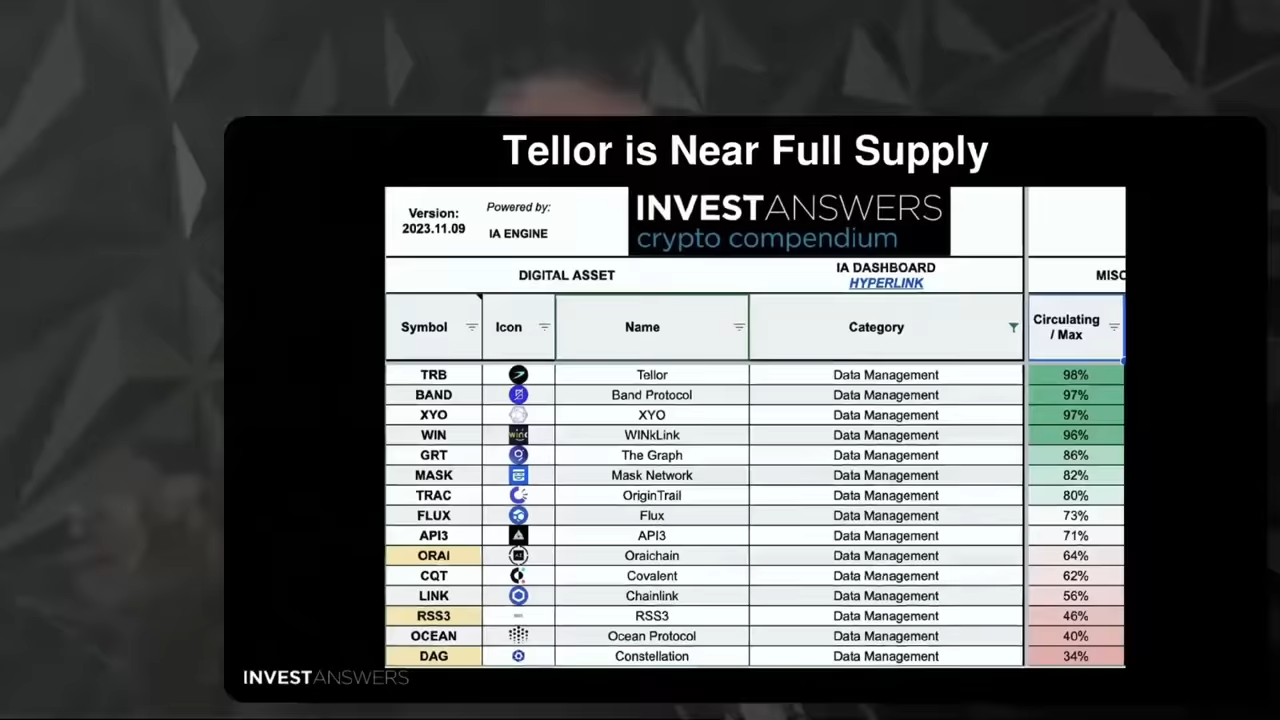 Tellor is Near Full Supply
Version:
2023.11.09
Powered by:
IA ENGINE
INVESTANSWERS
crypto compendium
DIGITAL ASSET
IA DASHBOARD
HYPERLINK
MISC
Symbol Icon Name Category Circulating / Max
TRB Tellor Data Management 98%
BAND Band Protocol Data Management 97%
XYO XYO Data Management 97%
WIN WINkLink Data Management 96%
GRT The Graph Data Management 86%
MASK Mask Network Data Management 82%
TRAC OriginTrail Data Management 80%
FLUX Flux Data Management 73%
API3 API3 Data Management 71%
ORAI Oraichain Data Management 64%
CQT Covalent Data Management 62%
LINK Chainlink Data Management 56%
RSS3 RSS3 Data Management 46%
OCEAN Ocean Protocol Data Management 40%
DAG Constellation Data Management 34%
INVESTANSWERS